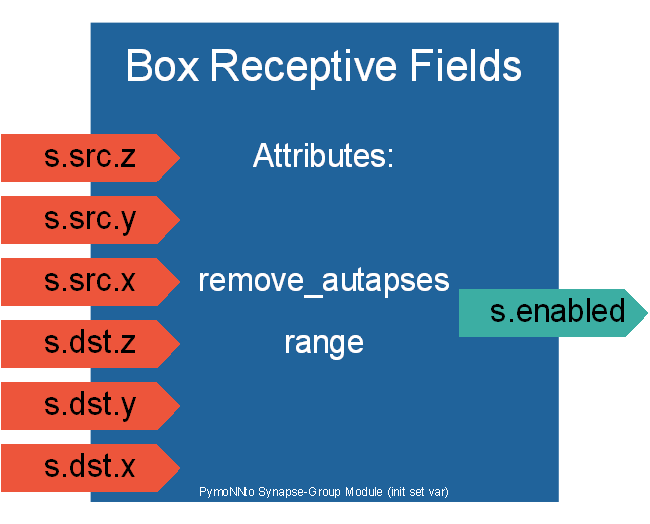 Box Receptive Fields
s.src.z
Attributes:
s.src.y
s.src.x
remove_autapses
s.enabled
s.dst.z
range
s.dst.y
s.dst.x
PymoNNto Synapse-Group Module (init set var)